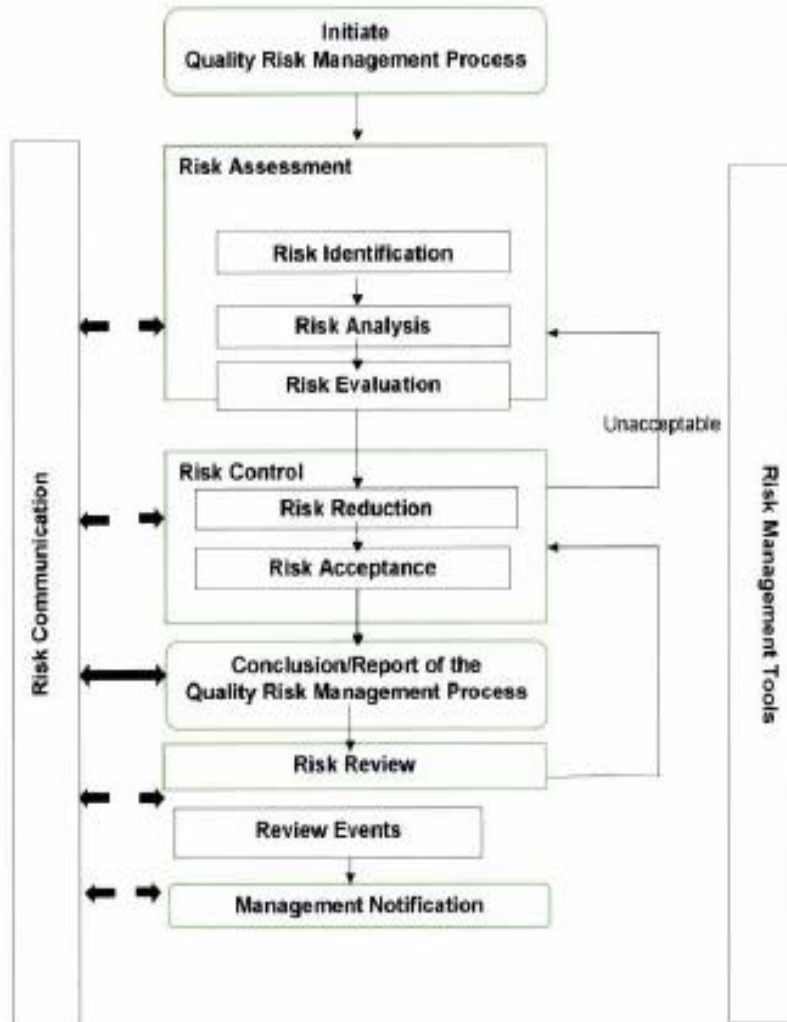 Initiate
Quality Risk Management Process
Risk Assessment
Risk Identification
Risk Analysis
Risk Evaluation
Unacceptable
Risk Control
Risk Reduction
Risk Acceptance
Conclusion/Report of the
Quality Risk Management Process
Risk Review
Review Events
Management Notification
Risk Communication
Risk Management Tools